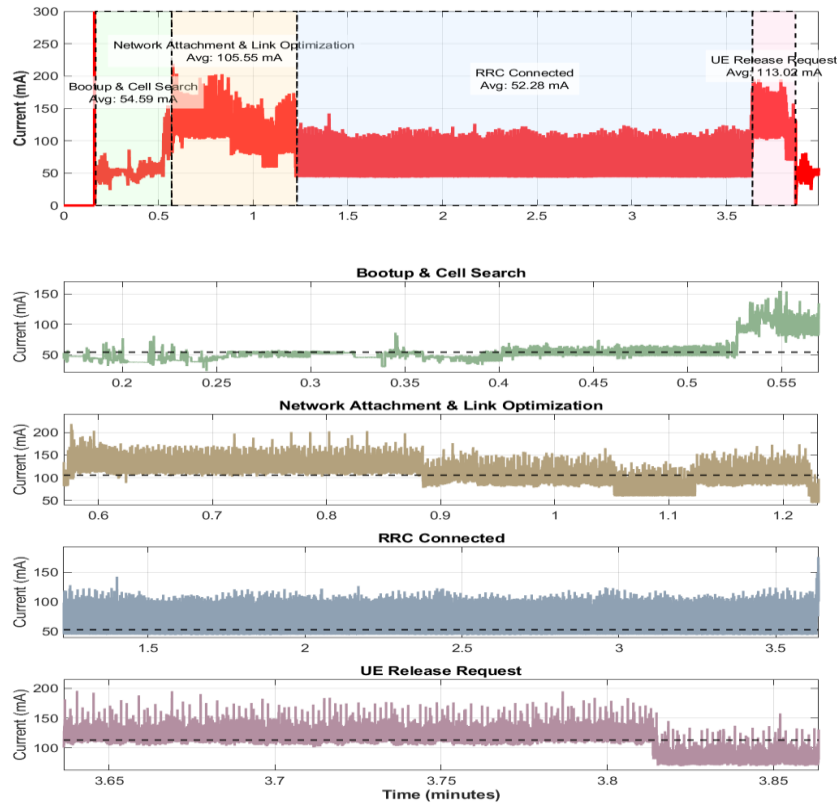 300
250
200
150
100
50
0
Current (mA)
Network Attachment & Link Optimization
Avg: 105.55 mA
Bootup & Cell Search
Avg: 54.59 mA
RRC Connected
Avg: 52.28 mA
UE Release Request
Avg: 113.02 mA
0 0.5 1 1.5 2 2.5 3 3.5
Bootup & Cell Search
150
100
50
Current (mA)
0.2 0.25 0.3 0.35 0.4 0.45 0.5 0.55
Network Attachment & Link Optimization
200
150
100
50
Current (mA)
0.6 0.7 0.8 0.9 1 1.1 1.2
RRC Connected
150
100
50
Current (mA)
1.5 2 2.5 3 3.5
UE Release Request
200
150
100
Current (mA)
3.65 3.7 3.75 3.8 3.85
Time (minutes)